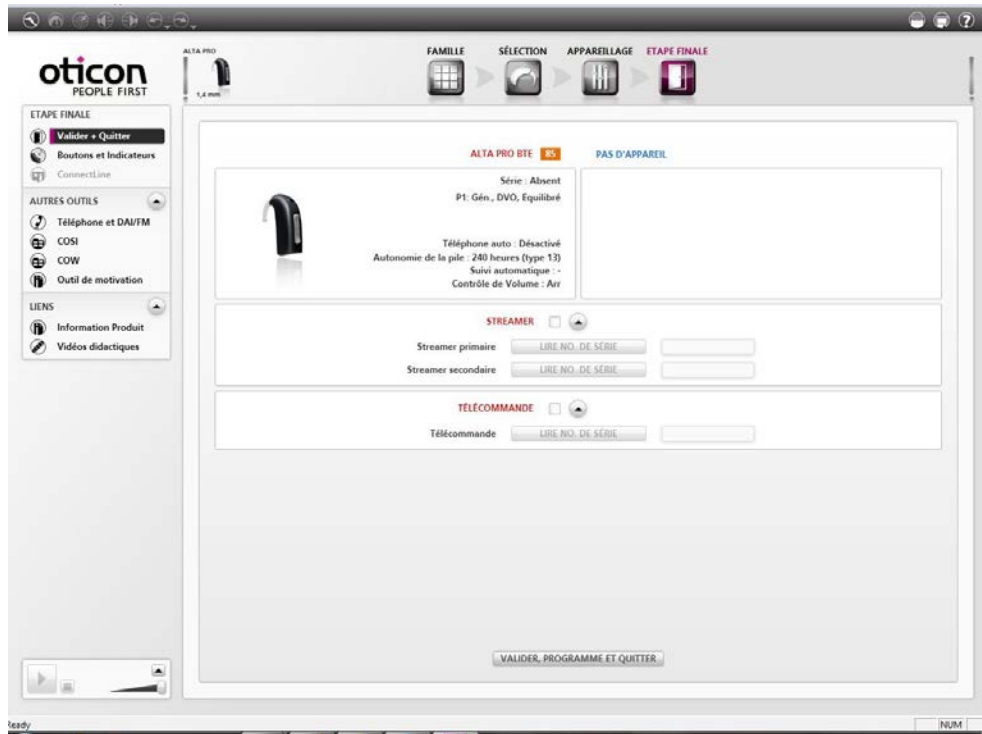 ALTA PRO
1,4 mm
FAMILLE
SÉLECTION
APPAREILLAGE
ETAPE FINALE
oticon
PEOPLE FIRST
ETAPE FINALE
Valider + Quitter
Boutons et Indicateurs
ConnectLine
AUTRES OUTILS
Téléphone et DAI/FM
COSI
COW
Outil de motivation
LIENS
Information Produit
Vidéos didactiques
ALTA PRO BTE 85
PAS D'APPAREIL
Série : Absent
P1: Gén., DVO, Équilibré
Téléphone auto : Désactivé
Autonomie de la pile : 240 heures (type 13)
Suivi automatique : -
Contrôle de Volume : Arr
STREAMER
Streamer primaire LIRE NO. DE SÉRIE
Streamer secondaire LIRE NO. DE SÉRIE
TÉLÉCOMMANDE
Télécommande LIRE NO. DE SÉRIE
VALIDER, PROGRAMME ET QUITTER
Ready
NUM